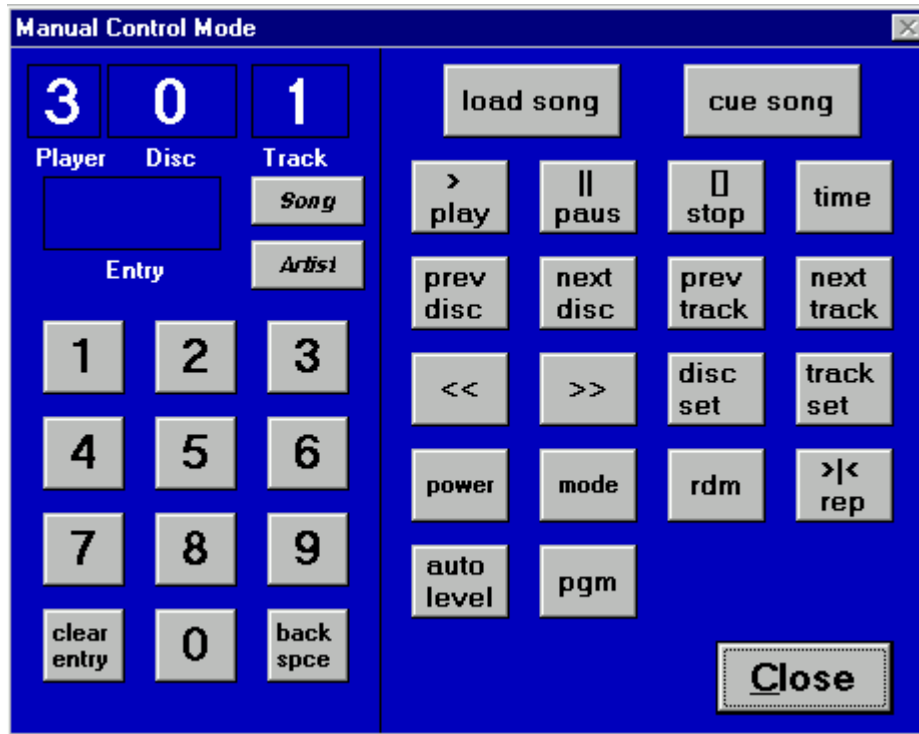 Manual Control Mode
3 0 1
Player Disc Track
Song
Entry
Artist
1 2 3
4 5 6
7 8 9
clear
entry
0
back
spce
load song
cue song
>
play
||
paus
[]
stop
time
prev
disc
next
disc
prev
track
next
track
<<
>>
disc
set
track
set
power
mode
rdm
>|<
rep
auto
level
pgm
Close